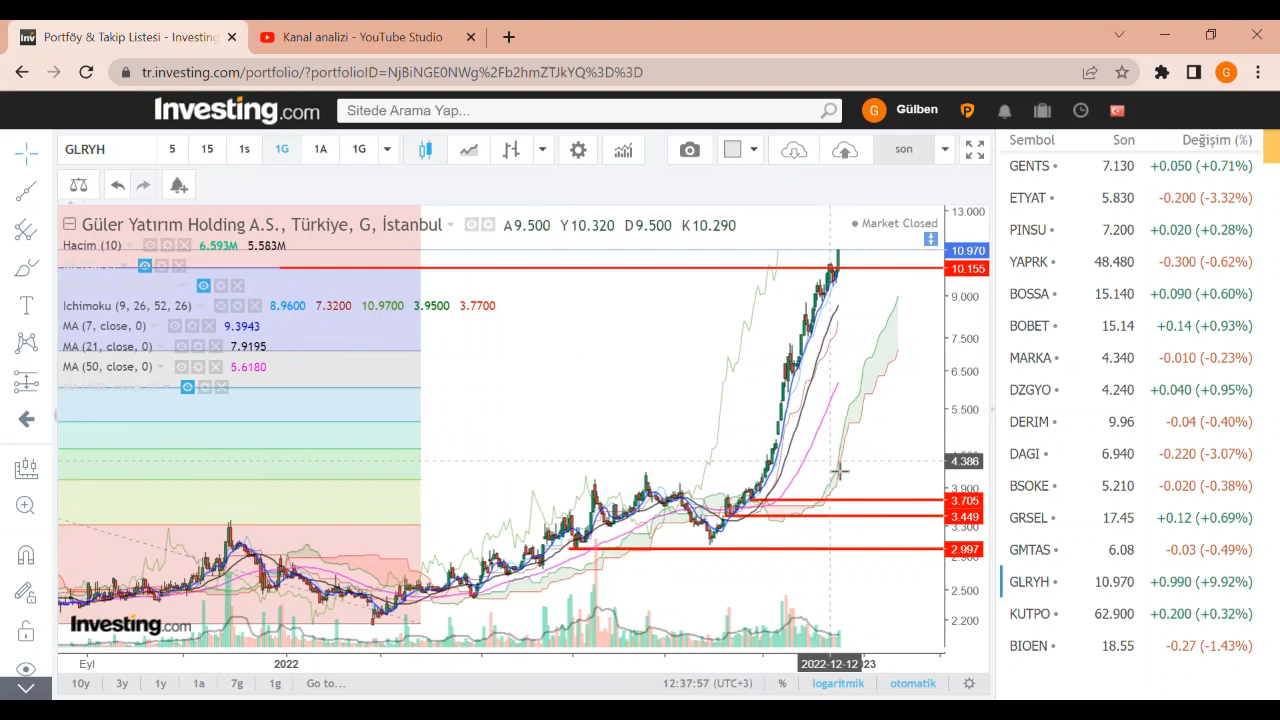 Portföy & Takip Listesi - Investing
Kanal analizi - YouTube Studio
tr.investing.com/portfolio/?portfolioID=NjBiNGE0NWg%2Fb2hmZTJkYQ%3D%3D
G
Investing.com
Sitede Arama Yap...
G Gülben
GLRYH 5 15 1s 1G 1A 1G son
Güler Yatırım Holding A.S., Türkiye, G, İstanbul A9.500 Y10.320 D9.500 K10.290
Market Closed
Hacim (10) 6.593M 5.583M
Ichimoku (9, 26, 52, 26) 8.9600 7.3200 10.9700 3.9500 3.7700
MA (7, close, 0) 9.3943
MA (21, close, 0) 7.9195
MA (50, close, 0) 5.6180
13.000
10.970
10.155
9.000
7.500
6.500
5.500
4.386
3.900
3.705
3.449
3.300
2.997
2.900
2.500
2.200
Investing.com
Eyl 2022 2022-12-12 23
10y 3y 1y 1a 7g 1g Go to... 12:37:57 (UTC+3) % logaritmik otomatik
Sembol Son Değişim (%)
GENTS 7.130 +0.050 (+0.71%)
ETYAT 5.830 -0.200 (-3.32%)
PINSU 7.200 +0.020 (+0.28%)
YAPRK 48.480 -0.300 (-0.62%)
BOSSA 15.140 +0.090 (+0.60%)
BOBET 15.14 +0.14 (+0.93%)
MARKA 4.340 -0.010 (-0.23%)
DZGYO 4.240 +0.040 (+0.95%)
DERIM 9.96 -0.04 (-0.40%)
DAGI 6.940 -0.220 (-3.07%)
BSOKE 5.210 -0.020 (-0.38%)
GRSEL 17.45 +0.12 (+0.69%)
GMTAS 6.08 -0.03 (-0.49%)
GLRYH 10.970 +0.990 (+9.92%)
KUTPO 62.900 +0.200 (+0.32%)
BIOEN 18.55 -0.27 (-1.43%)